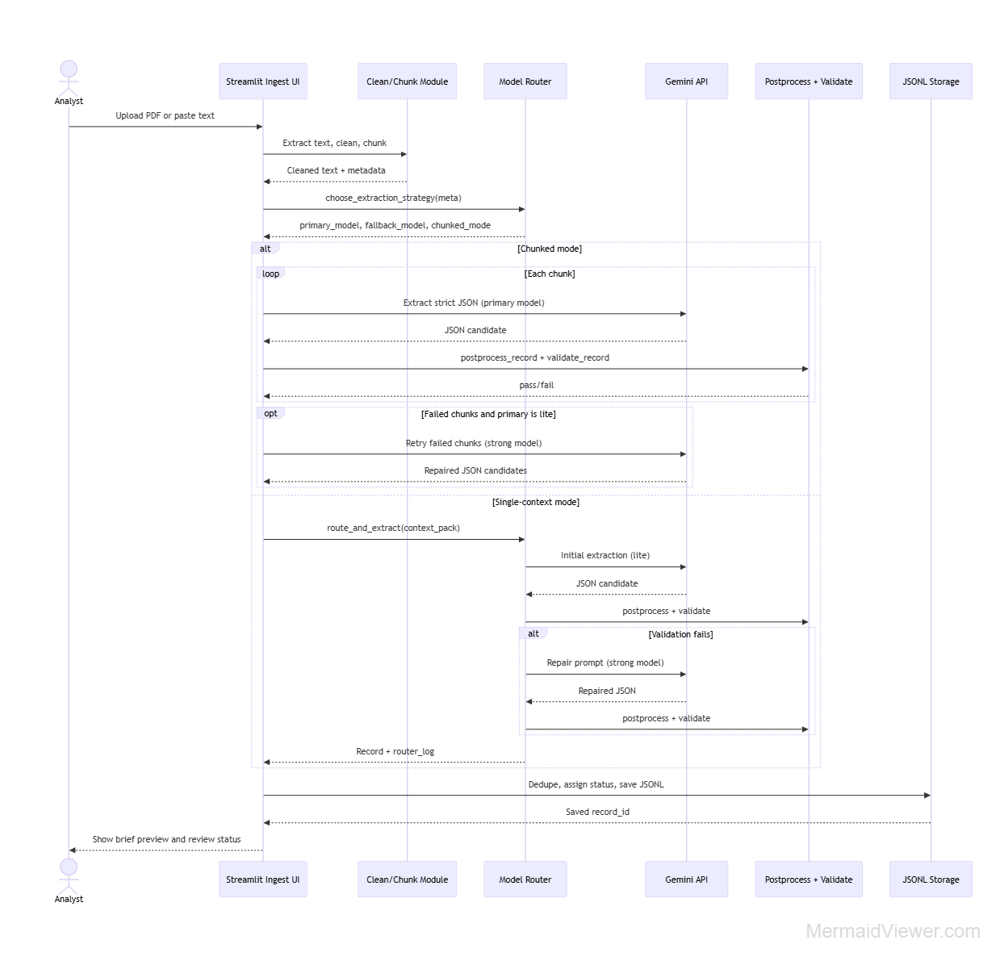 Analyst
Streamlit Ingest UI
Clean/Chunk Module
Model Router
Gemini API
Postprocess + Validate
JSONL Storage
Upload PDF or paste text
Extract text, clean, chunk
Cleaned text + metadata
choose_extraction_strategy(meta)
primary_model, fallback_model, chunked_mode
alt
[Chunked mode]
loop
[Each chunk]
Extract strict JSON (primary model)
JSON candidate
postprocess_record + validate_record
pass/fail
opt
[Failed chunks and primary is lite]
Retry failed chunks (strong model)
Repaired JSON candidates
[Single-context mode]
route_and_extract(context_pack)
Initial extraction (lite)
JSON candidate
postprocess + validate
alt
[Validation fails]
Repair prompt (strong model)
Repaired JSON
postprocess + validate
Record + router_log
Dedupe, assign status, save JSONL
Saved record_id
Show brief preview and review status
Analyst
Streamlit Ingest UI
Clean/Chunk Module
Model Router
Gemini API
Postprocess + Validate
JSONL Storage
MermaidViewer.com